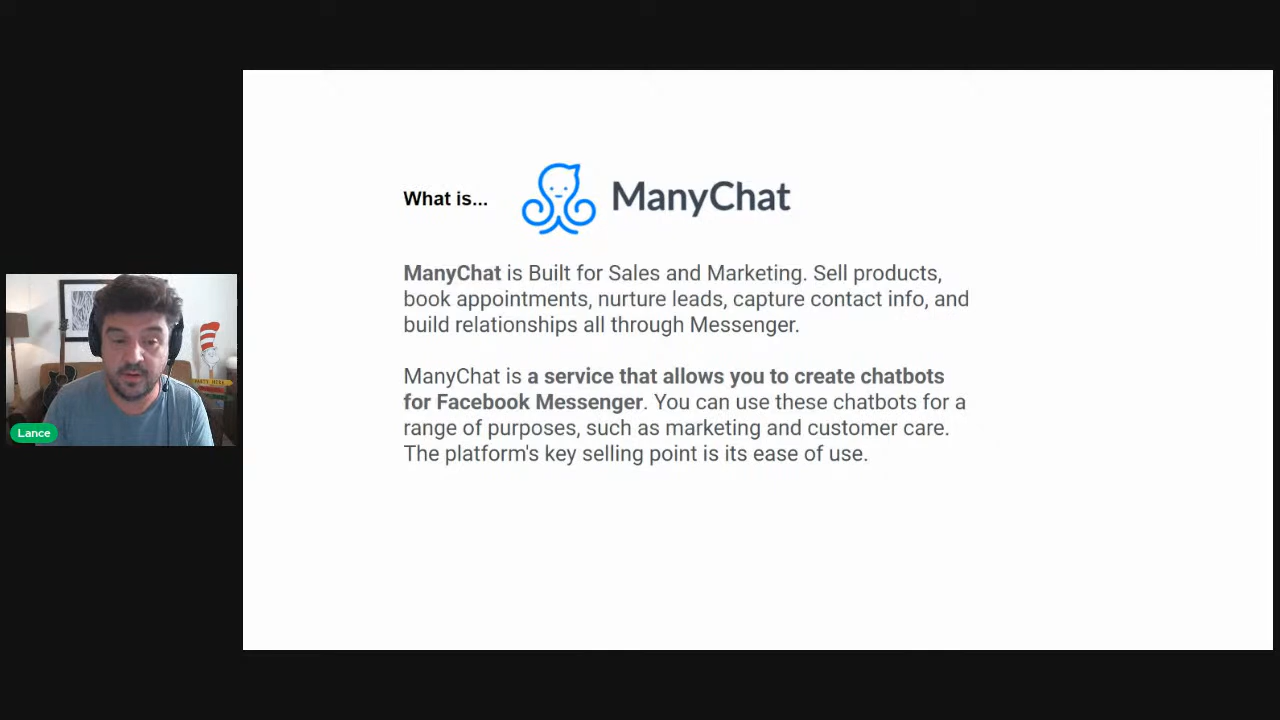 What is...
ManyChat
ManyChat is Built for Sales and Marketing. Sell products,
book appointments, nurture leads, capture contact info, and
build relationships all through Messenger.
ManyChat is a service that allows you to create chatbots
for Facebook Messenger. You can use these chatbots for a
range of purposes, such as marketing and customer care.
The platform's key selling point is its ease of use.
Lance